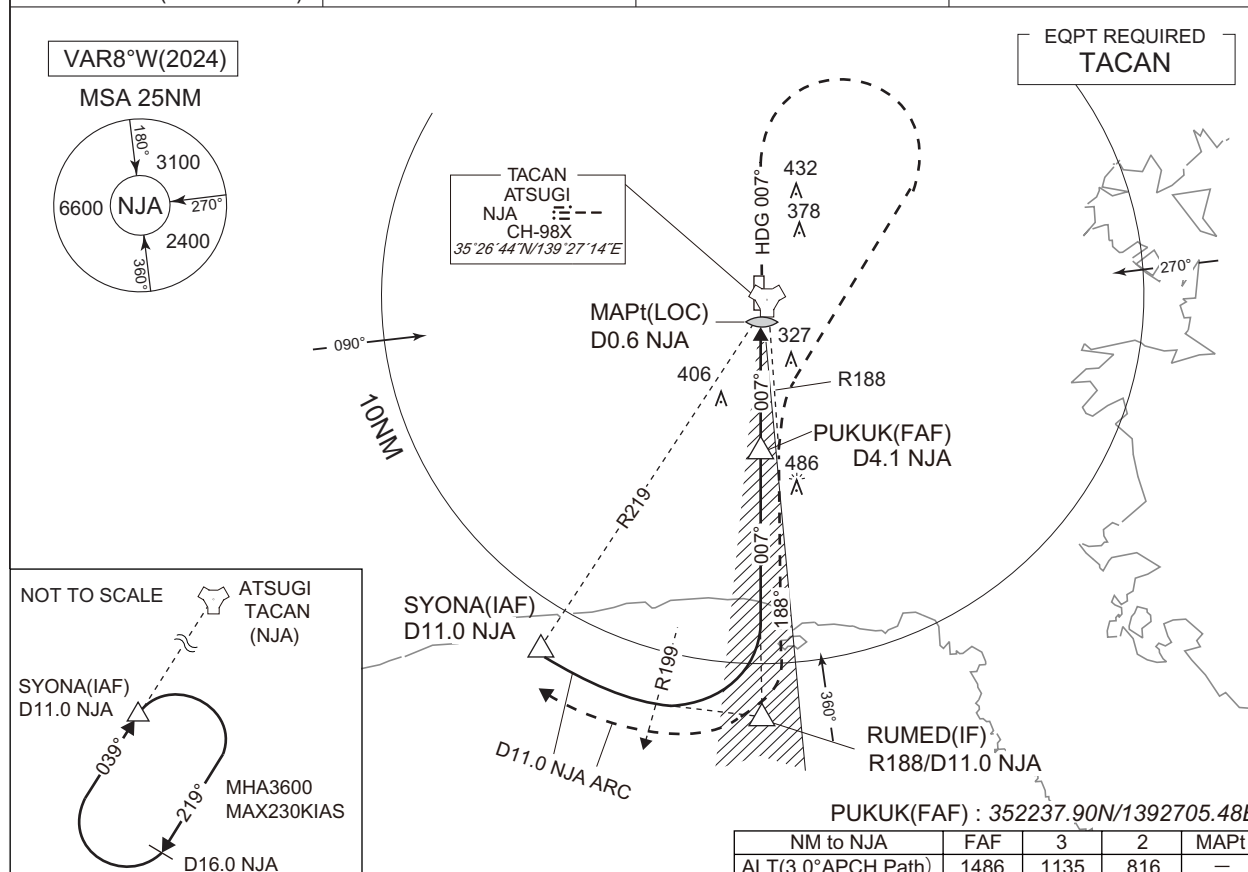 VAR8°W(2024)
MSA 25NM
180°
3100
6600
NJA
270°
2400
360°
EQPT REQUIRED
TACAN
TACAN
ATSUGI
NJA
CH-98X
35°26´44˝N/139°27´14˝E
HDG 007°
432
378
270°
MAPt(LOC)
D0.6 NJA
327
090°
406
R188
007°
10NM
PUKUK(FAF)
D4.1 NJA
486
R219
007°
SYONA(IAF)
D11.0 NJA
188°
R199
360°
D11.0 NJA ARC
RUMED(IF)
R188/D11.0 NJA
NOT TO SCALE
ATSUGI
TACAN
(NJA)
SYONA(IAF)
D11.0 NJA
039°
219°
MHA3600
MAX230KIAS
D16.0 NJA
PUKUK(FAF) : 352237.90N/1392705.48E
NM to NJA FAF 3 2 MAPt
ALT(3.0°APCH Path) 1486 1135 816 —